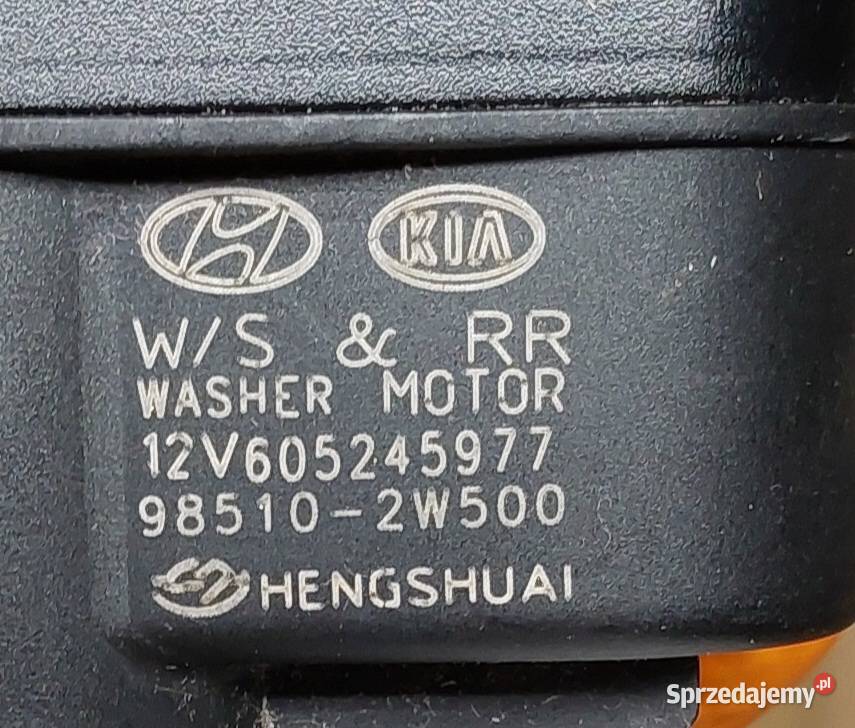 KIA
W/S & RR
WASHER MOTOR
12V605245977
98510-2W500
HENGSHUAI
Sprzedajemy.pl